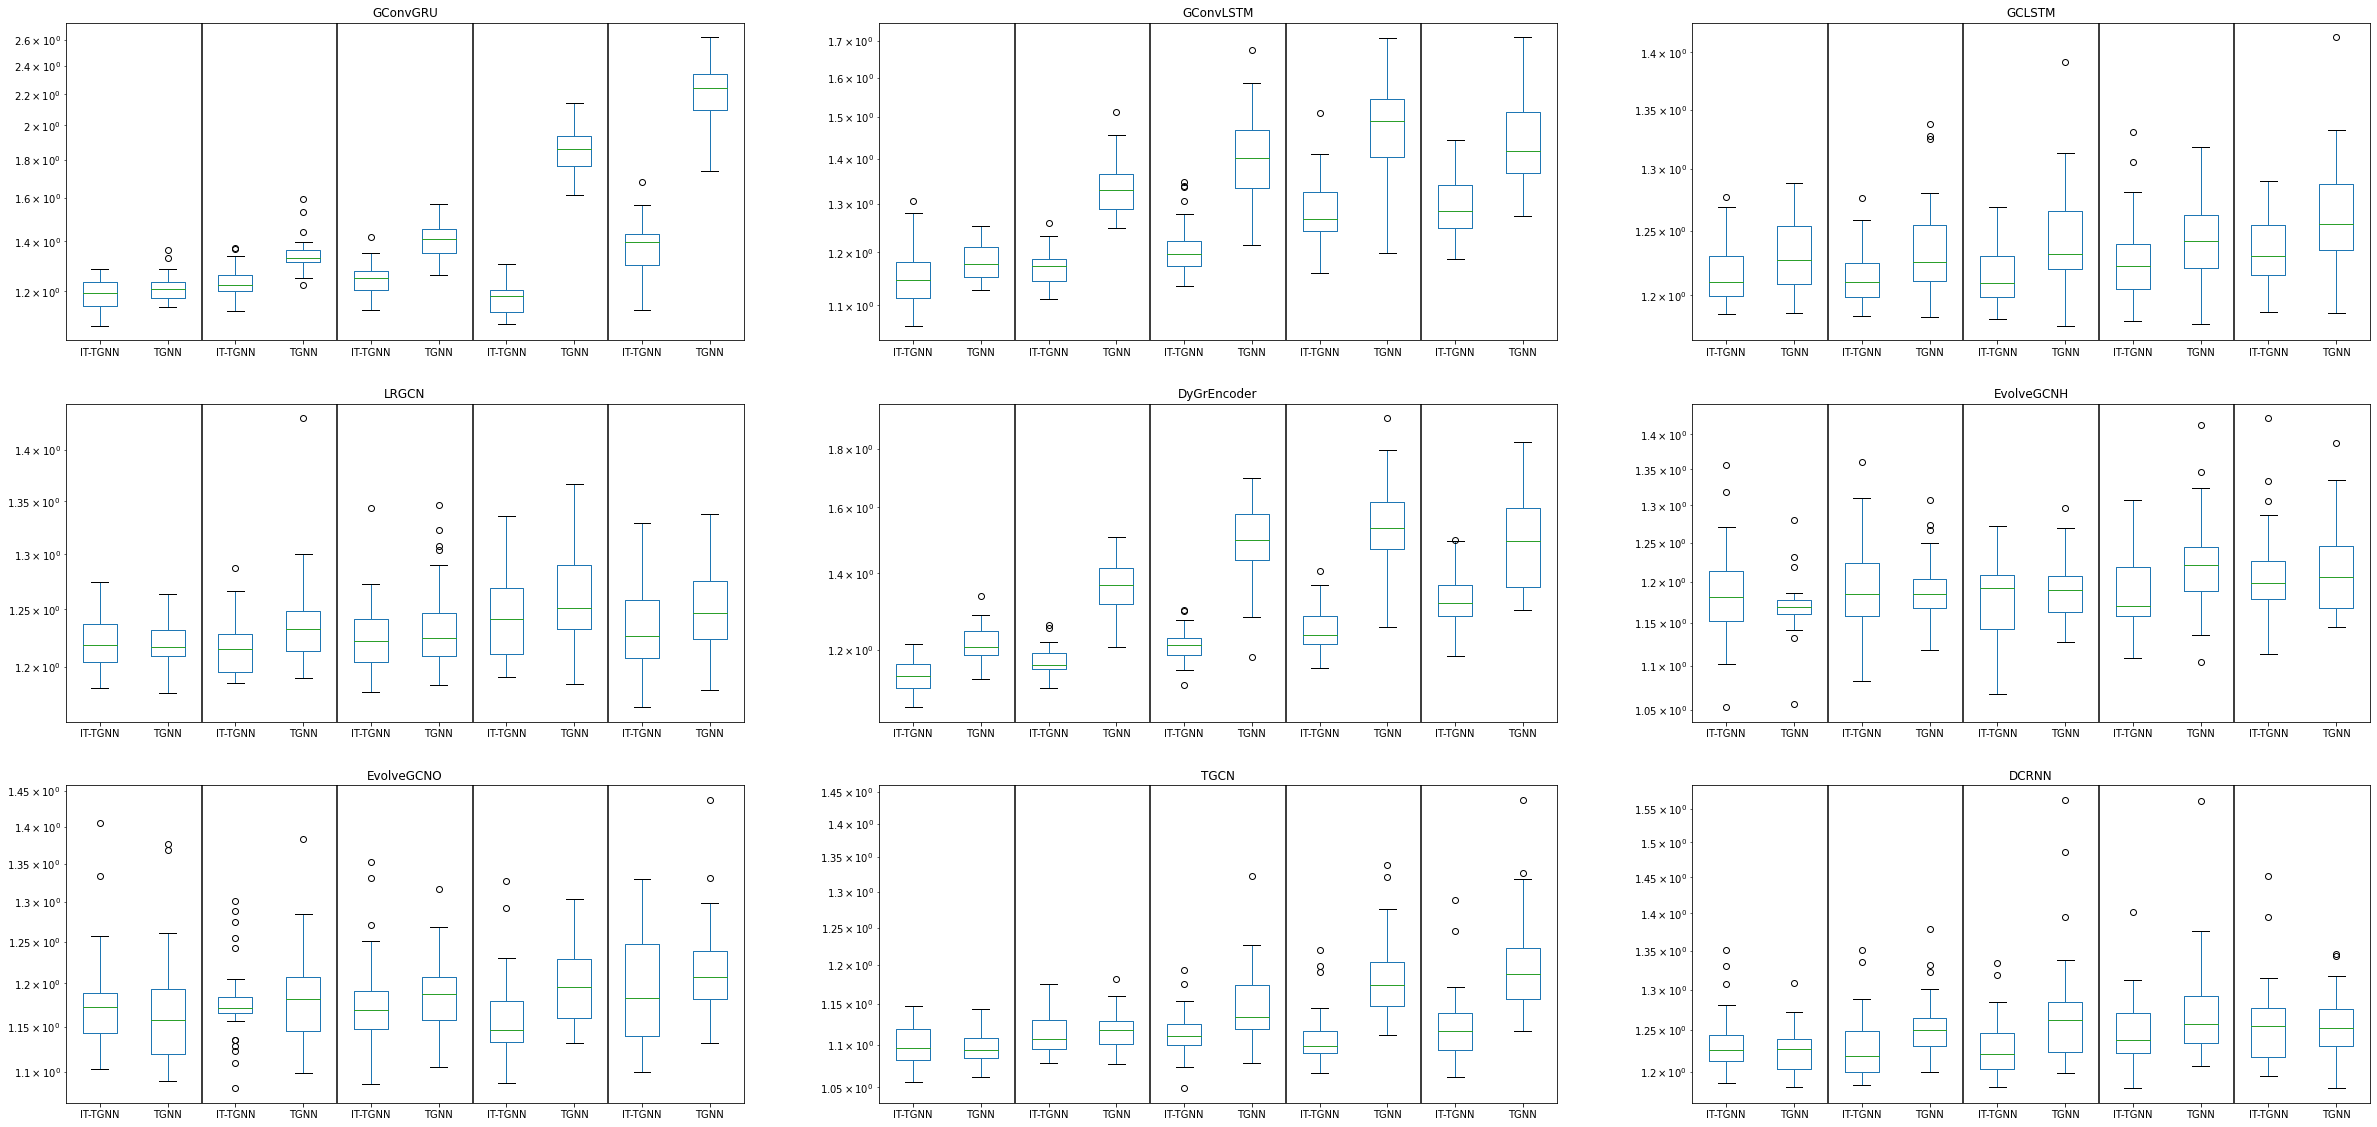 GConvGRU
2.6 × 10⁰
2.4 × 10⁰
2.2 × 10⁰
2 × 10⁰
1.8 × 10⁰
1.6 × 10⁰
1.4 × 10⁰
1.2 × 10⁰
IT-TGNN TGNN IT-TGNN TGNN IT-TGNN TGNN IT-TGNN TGNN IT-TGNN TGNN
GConvLSTM
1.7 × 10⁰
1.6 × 10⁰
1.5 × 10⁰
1.4 × 10⁰
1.3 × 10⁰
1.2 × 10⁰
1.1 × 10⁰
IT-TGNN TGNN IT-TGNN TGNN IT-TGNN TGNN IT-TGNN TGNN IT-TGNN TGNN
GCLSTM
1.4 × 10⁰
1.35 × 10⁰
1.3 × 10⁰
1.25 × 10⁰
1.2 × 10⁰
IT-TGNN TGNN IT-TGNN TGNN IT-TGNN TGNN IT-TGNN TGNN IT-TGNN TGNN
LRGCN
1.4 × 10⁰
1.35 × 10⁰
1.3 × 10⁰
1.25 × 10⁰
1.2 × 10⁰
IT-TGNN TGNN IT-TGNN TGNN IT-TGNN TGNN IT-TGNN TGNN IT-TGNN TGNN
DyGrEncoder
1.8 × 10⁰
1.6 × 10⁰
1.4 × 10⁰
1.2 × 10⁰
IT-TGNN TGNN IT-TGNN TGNN IT-TGNN TGNN IT-TGNN TGNN IT-TGNN TGNN
EvolveGCNH
1.4 × 10⁰
1.35 × 10⁰
1.3 × 10⁰
1.25 × 10⁰
1.2 × 10⁰
1.15 × 10⁰
1.1 × 10⁰
1.05 × 10⁰
IT-TGNN TGNN IT-TGNN TGNN IT-TGNN TGNN IT-TGNN TGNN IT-TGNN TGNN
EvolveGCNO
1.45 × 10⁰
1.4 × 10⁰
1.35 × 10⁰
1.3 × 10⁰
1.25 × 10⁰
1.2 × 10⁰
1.15 × 10⁰
1.1 × 10⁰
IT-TGNN TGNN IT-TGNN TGNN IT-TGNN TGNN IT-TGNN TGNN IT-TGNN TGNN
TGCN
1.45 × 10⁰
1.4 × 10⁰
1.35 × 10⁰
1.3 × 10⁰
1.25 × 10⁰
1.2 × 10⁰
1.15 × 10⁰
1.1 × 10⁰
1.05 × 10⁰
IT-TGNN TGNN IT-TGNN TGNN IT-TGNN TGNN IT-TGNN TGNN IT-TGNN TGNN
DCRNN
1.55 × 10⁰
1.5 × 10⁰
1.45 × 10⁰
1.4 × 10⁰
1.35 × 10⁰
1.3 × 10⁰
1.25 × 10⁰
1.2 × 10⁰
IT-TGNN TGNN IT-TGNN TGNN IT-TGNN TGNN IT-TGNN TGNN IT-TGNN TGNN